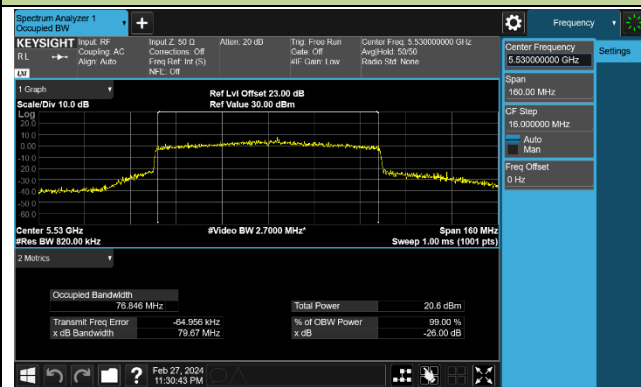 Spectrum Analyzer 1
Occupied BW
Frequency
KEYSIGHT
Input: RF
Coupling: AC
Align: Auto
Input Z: 50 Ω
Corrections: Off
Freq Ref: Int (S)
NFE: Off
Atten: 20 dB
Trig: Free Run
Gate: Off
#IF Gain: Low
Center Freq: 5.530000000 GHz
Avg|Hold: 50/50
Radio Std: None
RL
LXI
Center Frequency
5.530000000 GHz
Settings
Span
160.00 MHz
CF Step
16.000000 MHz
Auto
Man
Freq Offset
0 Hz
1 Graph
Scale/Div 10.0 dB
Ref Lvl Offset 23.00 dB
Ref Value 30.00 dBm
Log
20.0
10.0
0.00
-10.0
-20.0
-30.0
-40.0
-50.0
-60.0
Center 5.53 GHz
#Res BW 820.00 kHz
#Video BW 2.7000 MHz*
Span 160 MHz
Sweep 1.00 ms (1001 pts)
2 Metrics
Occupied Bandwidth
76.846 MHz
Total Power 20.6 dBm
Transmit Freq Error -64.956 kHz
% of OBW Power 99.00 %
x dB Bandwidth 79.67 MHz
x dB -26.00 dB
?
Feb 27, 2024
11:30:43 PM